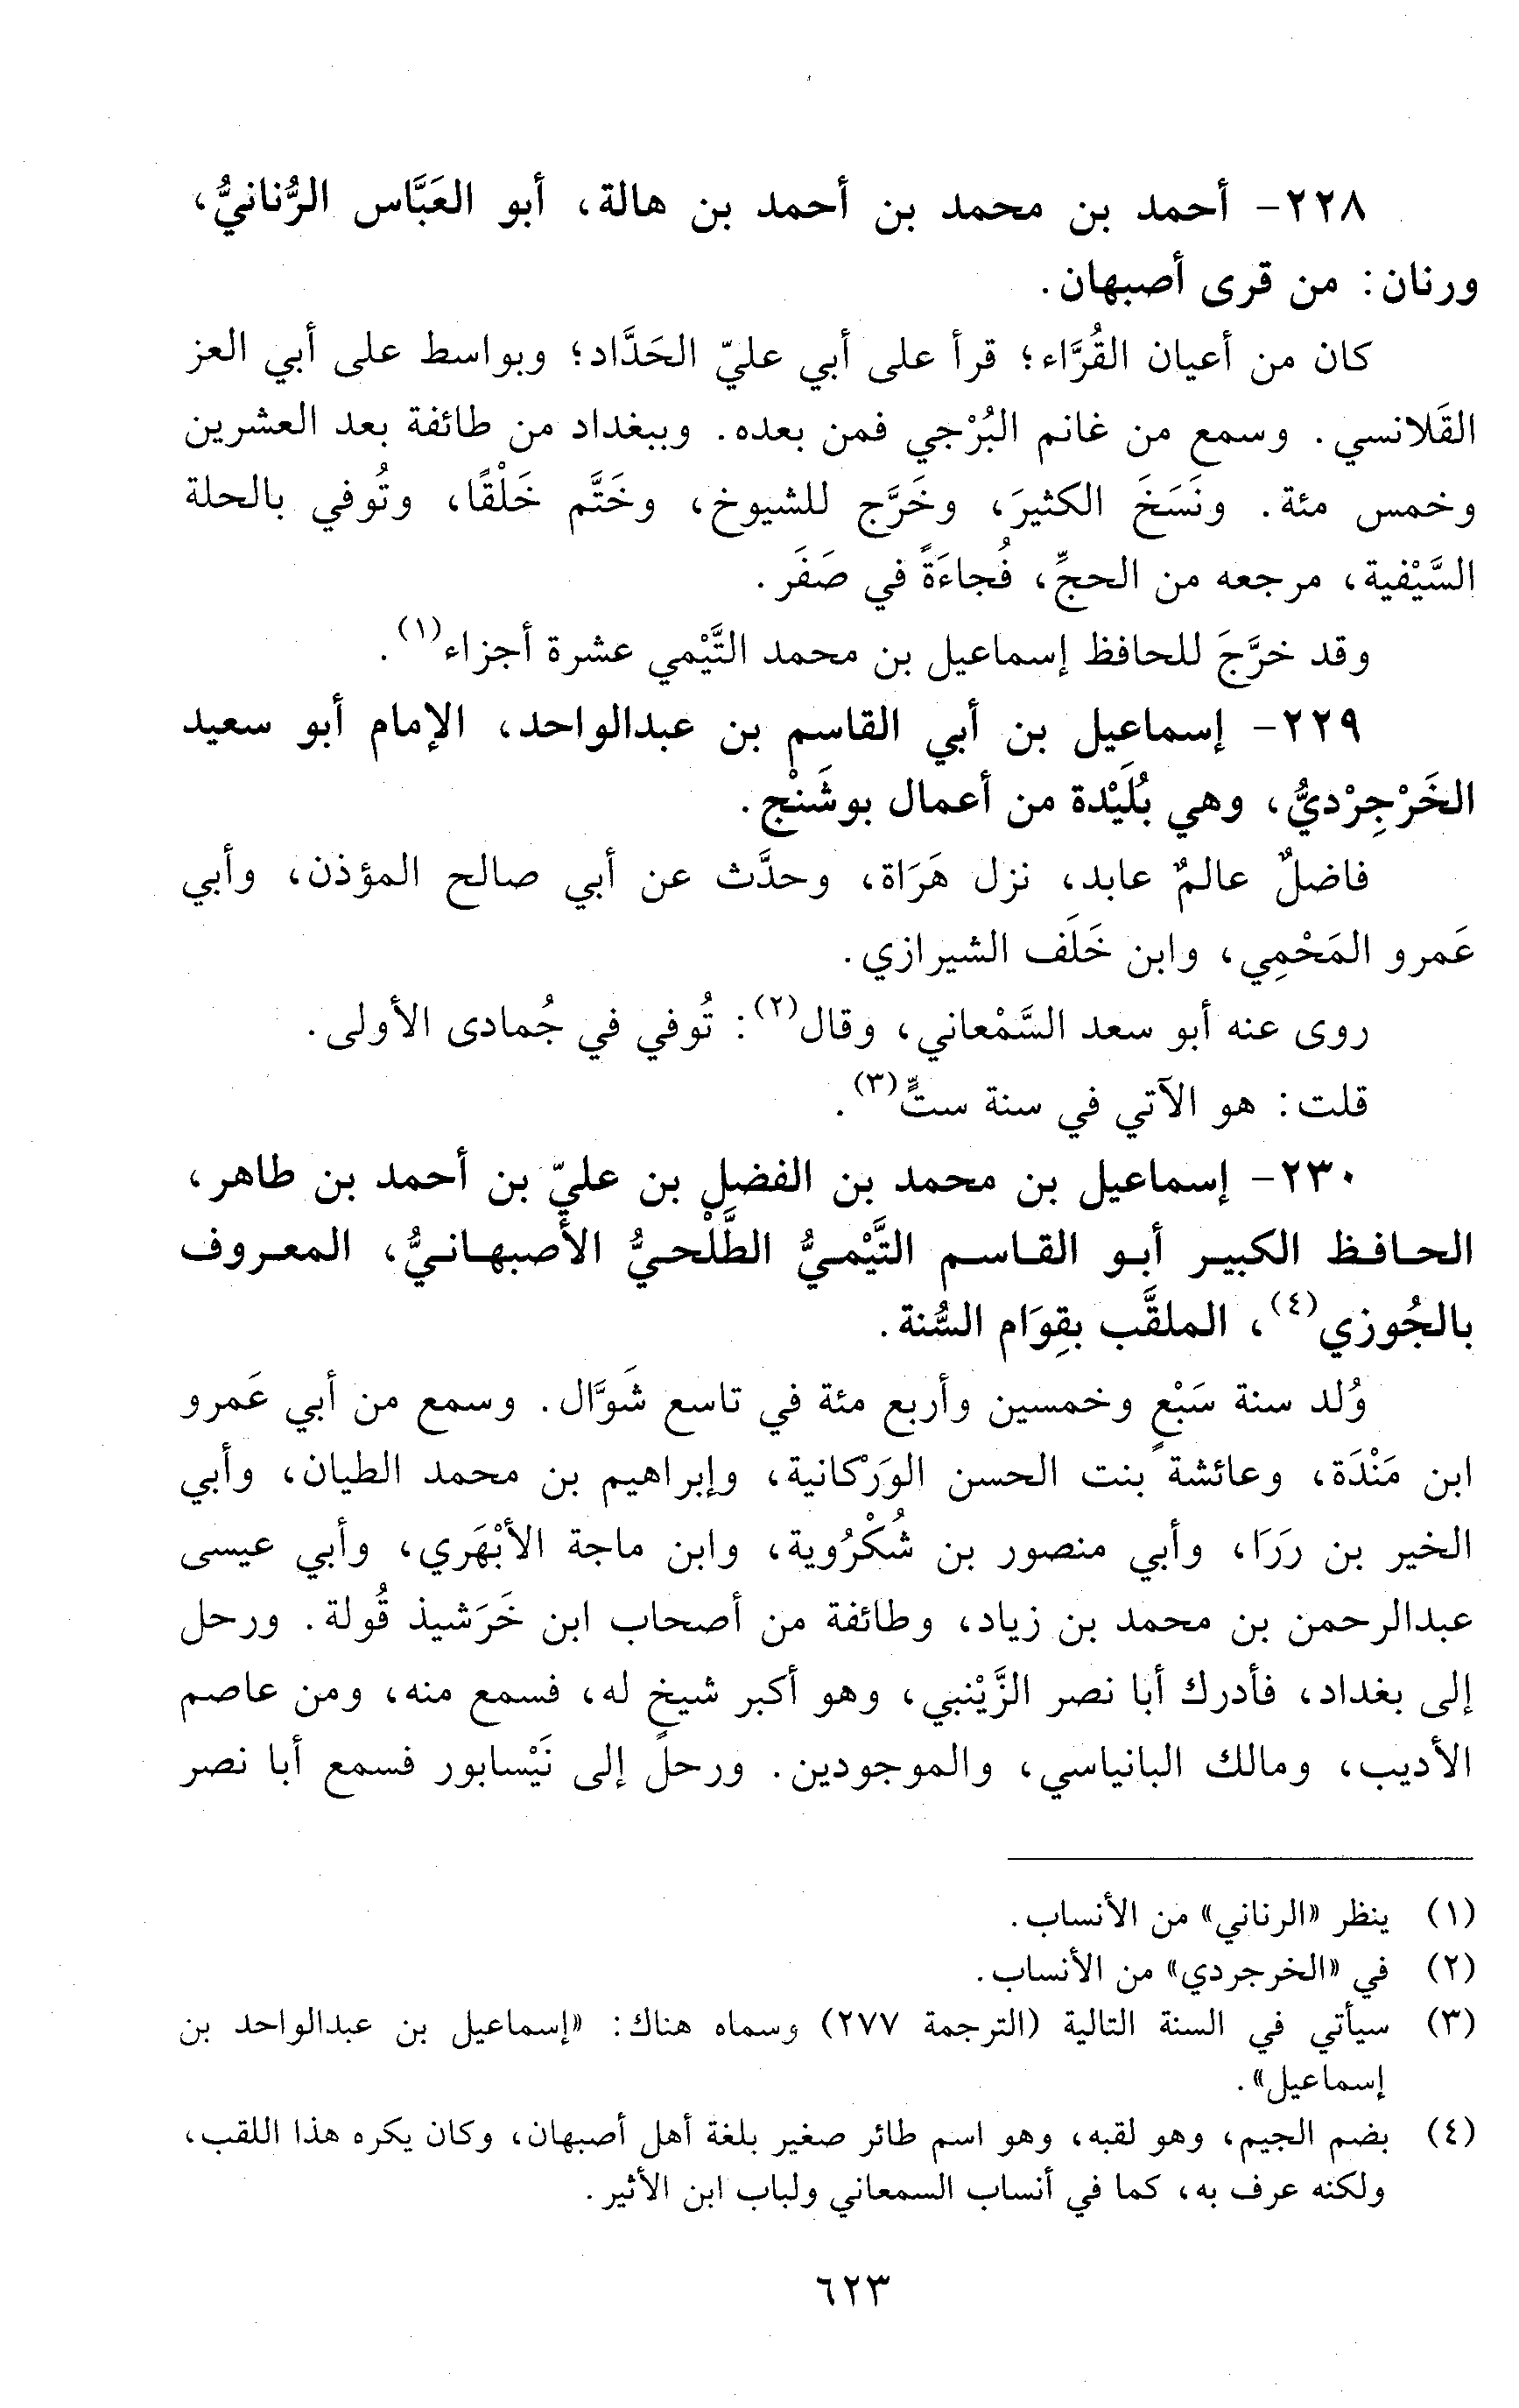 ٢٢٨- أحمد بن محمد بن أحمد بن هالة، أبو العَبَّاس الرُّنانيُّ،
ورنان: من قرى أصبهان.
كان من أعيان القُرَّاء؛ قرأ على أبي عليّ الحَدَّاد؛ وبواسط على أبي العز
القَلانسي. وسمع من غانم البُرْجي فمن بعده. وببغداد من طائفة بعد العشرين
وخمس مئة. ونَسَخَ الكثيرَ، وخَرَّج للشيوخ، وخَتَّم خَلْقًا، وتُوفي بالحلة
السَّيْفية، مرجعه من الحجِّ، فُجاءَةً في صَفَر.
وقد خرَّجَ للحافظ إسماعيل بن محمد التَّيْمي عشرة أجزاء(١).
٢٢٩- إسماعيل بن أبي القاسم بن عبدالواحد، الإمام أبو سعيد
الخَرْجِرْديُّ، وهي بُلَيْدة من أعمال بوشَنْج.
فاضلٌ عالمٌ عابد، نزل هَرَاة، وحدَّث عن أبي صالح المؤذن، وأبي
عَمرو المَحْمِي، وابن خَلَف الشيرازي.
روى عنه أبو سعد السَّمْعاني، وقال(٢): تُوفي في جُمادى الأولى.
قلت: هو الآتي في سنة ستٍّ(٣).
٢٣٠- إسماعيل بن محمد بن الفضل بن عليّ بن أحمد بن طاهر،
الحافظ الكبير أبو القاسم التَّيْميُّ الطَّلْحيُّ الأصبهانيُّ، المعروف
بالجُوزي(٤)، الملقَّب بقِوَام السُّنة.
وُلد سنة سَبْعٍ وخمسين وأربع مئة في تاسع شَوَّال. وسمع من أبي عَمرو
ابن مَنْدَة، وعائشة بنت الحسن الوَرْكانية، وإبراهيم بن محمد الطيان، وأبي
الخير بن رَرَا، وأبي منصور بن شُكْرُوية، وابن ماجة الأبْهَري، وأبي عيسى
عبدالرحمن بن محمد بن زياد، وطائفة من أصحاب ابن خَرَشيذ قُولة. ورحل
إلى بغداد، فأدرك أبا نصر الزَّيْنبي، وهو أكبر شيخ له، فسمع منه، ومن عاصم
الأديب، ومالك البانياسي، والموجودين. ورحل إلى نَيْسابور فسمع أبا نصر
(١) ينظر «الرناني» من الأنساب.
(٢) في «الخرجردي» من الأنساب.
(٣) سيأتي في السنة التالية (الترجمة ٢٧٧) وسماه هناك: «إسماعيل بن عبدالواحد بن
إسماعيل».
(٤) بضم الجيم، وهو لقبه، وهو اسم طائر صغير بلغة أهل أصبهان، وكان يكره هذا اللقب،
ولكنه عرف به، كما في أنساب السمعاني ولباب ابن الأثير.
٦٢٣